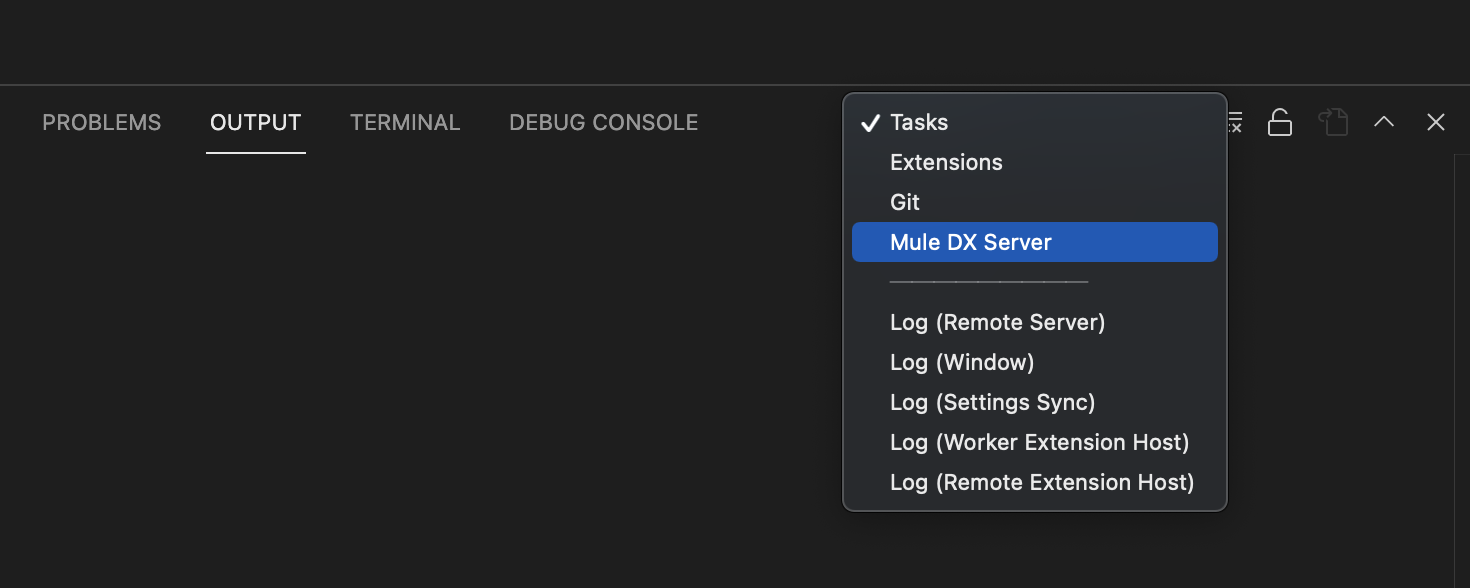 PROBLEMS OUTPUT TERMINAL DEBUG CONSOLE
Tasks
Extensions
Git
Mule DX Server
Log (Remote Server)
Log (Window)
Log (Settings Sync)
Log (Worker Extension Host)
Log (Remote Extension Host)